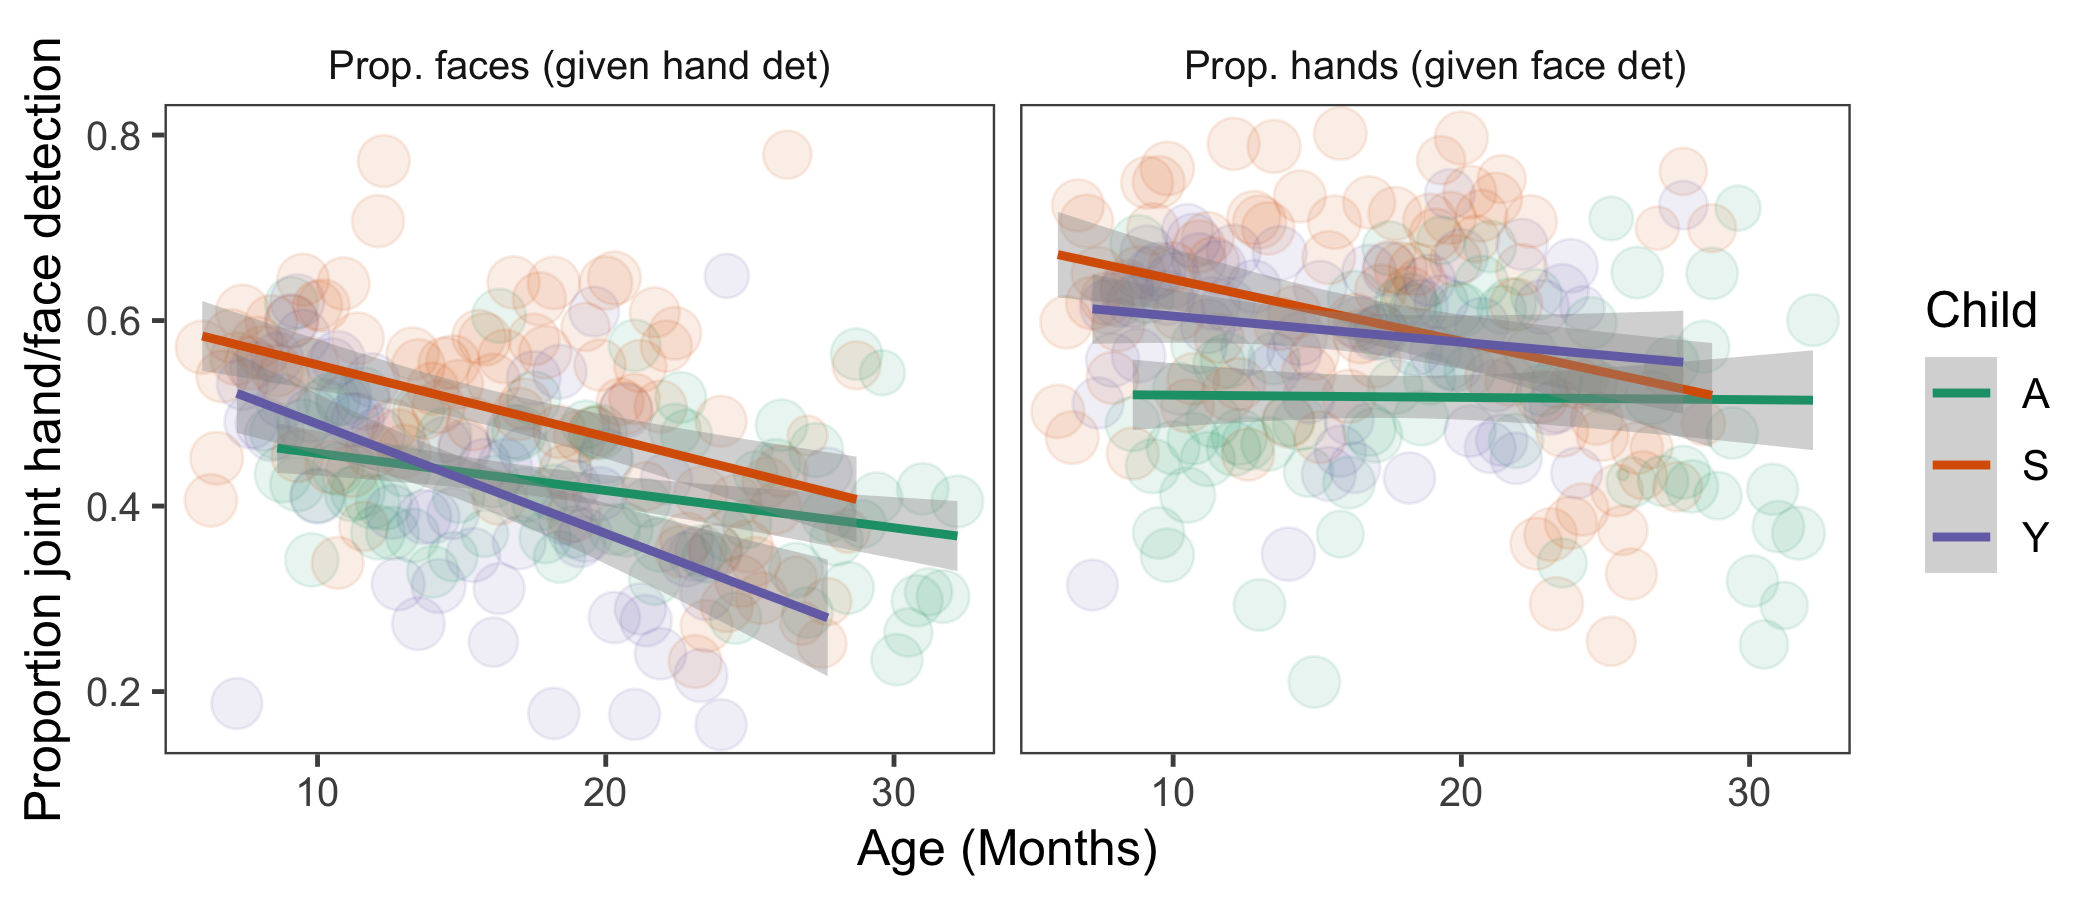 Prop. faces (given hand det)
Prop. hands (given face det)
Proportion joint hand/face detection
0.8
0.6
0.4
0.2
10
20
30
10
20
30
Age (Months)
Child
A
S
Y